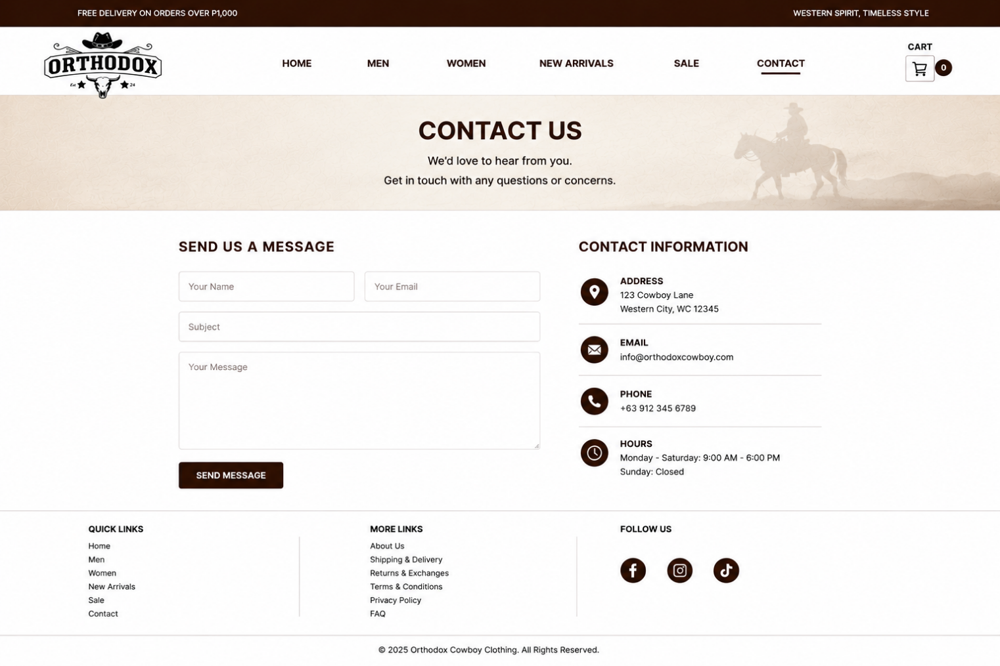 FREE DELIVERY ON ORDERS OVER P1,000
WESTERN SPIRIT, TIMELESS STYLE
ORTHODOX
Est 24
HOME
MEN
WOMEN
NEW ARRIVALS
SALE
CONTACT
CART
0
CONTACT US
We'd love to hear from you.
Get in touch with any questions or concerns.
SEND US A MESSAGE
Your Name
Your Email
Subject
Your Message
SEND MESSAGE
CONTACT INFORMATION
ADDRESS
123 Cowboy Lane
Western City, WC 12345
EMAIL
info@orthodoxcowboy.com
PHONE
+63 912 345 6789
HOURS
Monday - Saturday: 9:00 AM - 6:00 PM
Sunday: Closed
QUICK LINKS
Home
Men
Women
New Arrivals
Sale
Contact
MORE LINKS
About Us
Shipping & Delivery
Returns & Exchanges
Terms & Conditions
Privacy Policy
FAQ
FOLLOW US
© 2025 Orthodox Cowboy Clothing. All Rights Reserved.